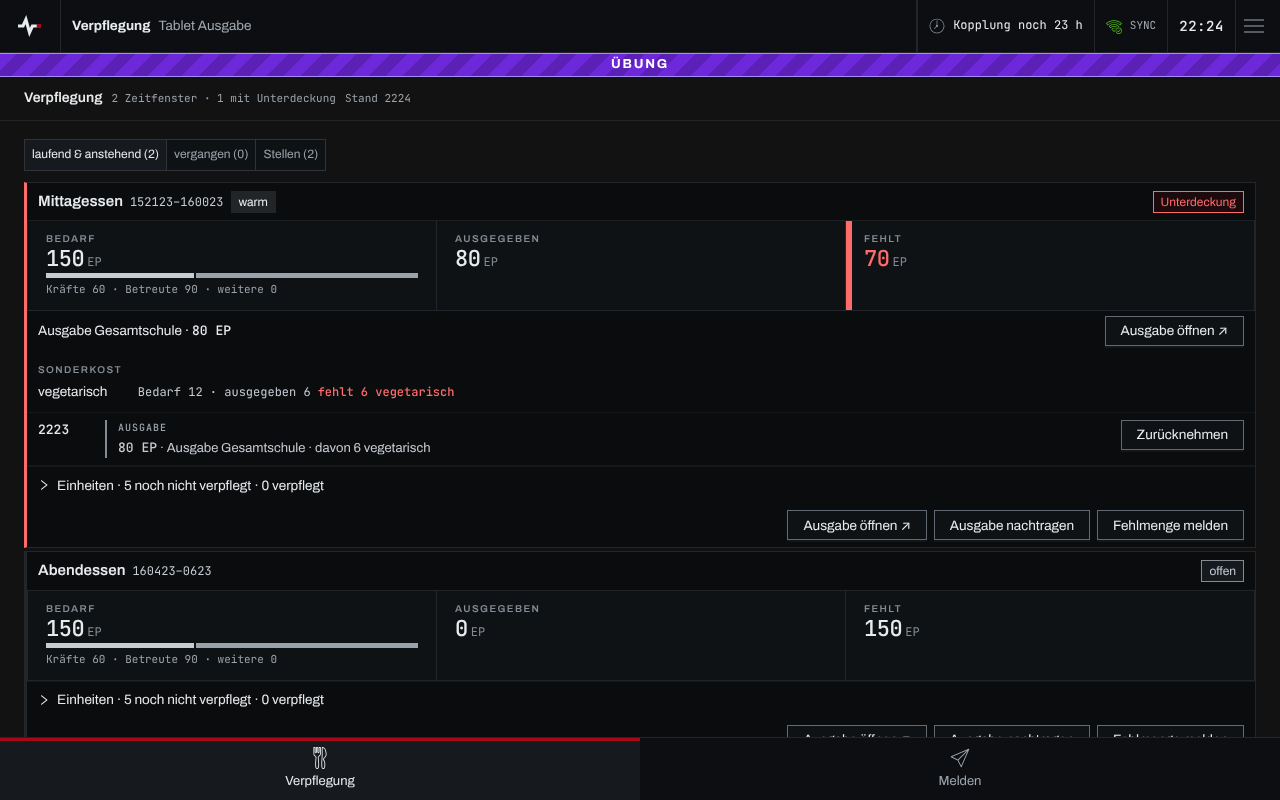 Verpflegung Tablet Ausgabe
Kopplung noch 23 h
SYNC
22:24
ÜBUNG
Verpflegung 2 Zeitfenster · 1 mit Unterdeckung Stand 2224
laufend & anstehend (2) vergangen (0) Stellen (2)
Mittagessen 152123–160023 warm Unterdeckung
BEDARF AUSGEGEBEN FEHLT
150 EP 80 EP 70 EP
Kräfte 60 · Betreute 90 · weitere 0
Ausgabe Gesamtschule · 80 EP Ausgabe öffnen ↗
SONDERKOST
vegetarisch Bedarf 12 · ausgegeben 6 fehlt 6 vegetarisch
2223 AUSGABE Zurücknehmen
80 EP · Ausgabe Gesamtschule · davon 6 vegetarisch
Einheiten · 5 noch nicht verpflegt · 0 verpflegt
Ausgabe öffnen ↗ Ausgabe nachtragen Fehlmenge melden
Abendessen 160423–0623 offen
BEDARF AUSGEGEBEN FEHLT
150 EP 0 EP 150 EP
Kräfte 60 · Betreute 90 · weitere 0
Einheiten · 5 noch nicht verpflegt · 0 verpflegt
Verpflegung Melden